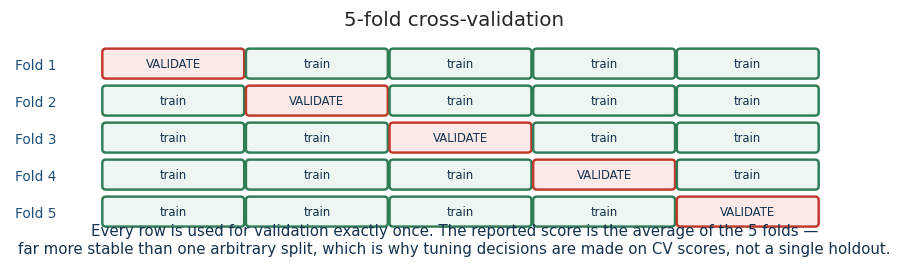 5-fold cross-validation
Fold 1 VALIDATE train train train train
Fold 2 train VALIDATE train train train
Fold 3 train train VALIDATE train train
Fold 4 train train train VALIDATE train
Fold 5 train train train train VALIDATE
Every row is used for validation exactly once. The reported score is the average of the 5 folds —
far more stable than one arbitrary split, which is why tuning decisions are made on CV scores, not a single holdout.